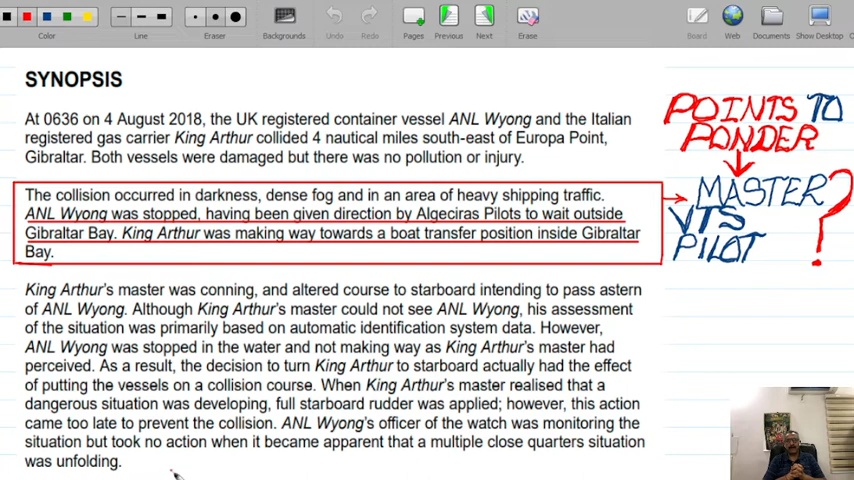 Color
Line
Eraser
Backgrounds
Undo
Redo
Pages
Previous
Next
Erase
Board
Web
Documents
Show Desktop
SYNOPSIS
At 0636 on 4 August 2018, the UK registered container vessel ANL Wyong and the Italian
registered gas carrier King Arthur collided 4 nautical miles south-east of Europa Point,
Gibraltar. Both vessels were damaged but there was no pollution or injury.
The collision occurred in darkness, dense fog and in an area of heavy shipping traffic.
ANL Wyong was stopped, having been given direction by Algeciras Pilots to wait outside
Gibraltar Bay. King Arthur was making way towards a boat transfer position inside Gibraltar
Bay.
King Arthur's master was conning, and altered course to starboard intending to pass astern
of ANL Wyong. Although King Arthur's master could not see ANL Wyong, his assessment
of the situation was primarily based on automatic identification system data. However,
ANL Wyong was stopped in the water and not making way as King Arthur's master had
perceived. As a result, the decision to turn King Arthur to starboard actually had the effect
of putting the vessels on a collision course. When King Arthur's master realised that a
dangerous situation was developing, full starboard rudder was applied; however, this action
came too late to prevent the collision. ANL Wyong's officer of the watch was monitoring the
situation but took no action when it became apparent that a multiple close quarters situation
was unfolding.
POINTS TO
PONDER
MASTER ?
VTS
PILOT